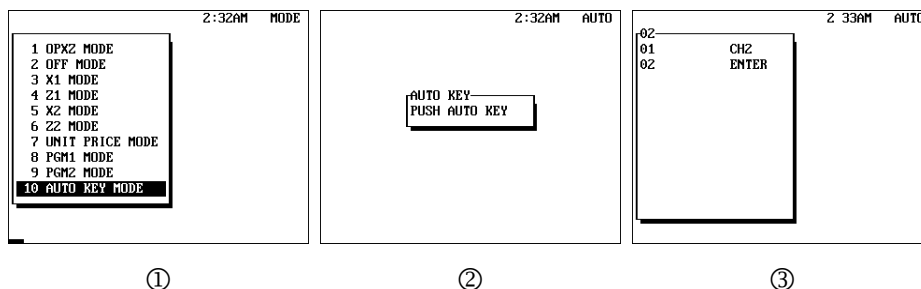 2:32AM MODE
1 OPX2 MODE
2 OFF MODE
3 X1 MODE
4 Z1 MODE
5 X2 MODE
6 Z2 MODE
7 UNIT PRICE MODE
8 PGM1 MODE
9 PGM2 MODE
10 AUTO KEY MODE
①
2:32AM AUTO
AUTO KEY
PUSH AUTO KEY
②
2 33AM AUTO
02
01 CH2
02 ENTER
③